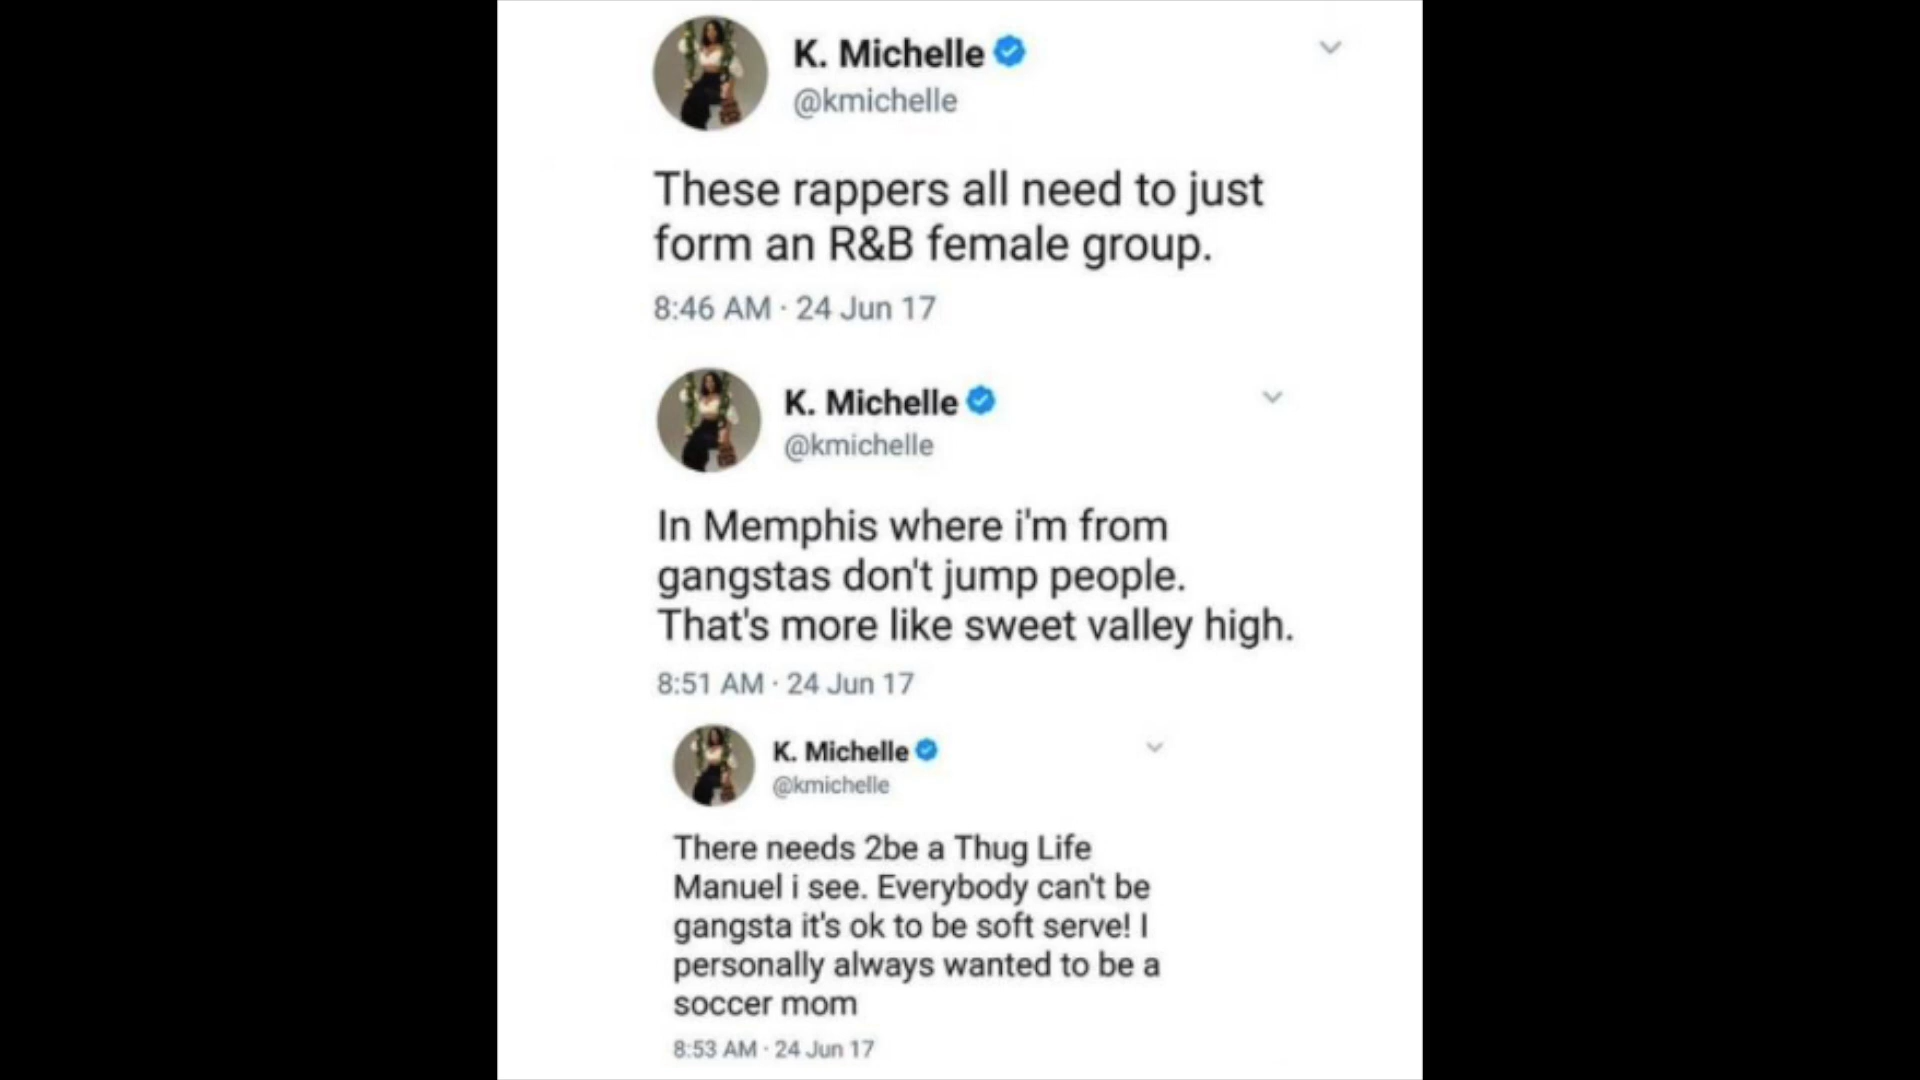 K. Michelle
@kmichelle
These rappers all need to just
form an R&B female group.
8:46 AM · 24 Jun 17
K. Michelle
@kmichelle
In Memphis where i'm from
gangstas don't jump people.
That's more like sweet valley high.
8:51 AM · 24 Jun 17
K. Michelle
@kmichelle
There needs 2be a Thug Life
Manuel i see. Everybody can't be
gangsta it's ok to be soft serve! I
personally always wanted to be a
soccer mom
8:53 AM · 24 Jun 17